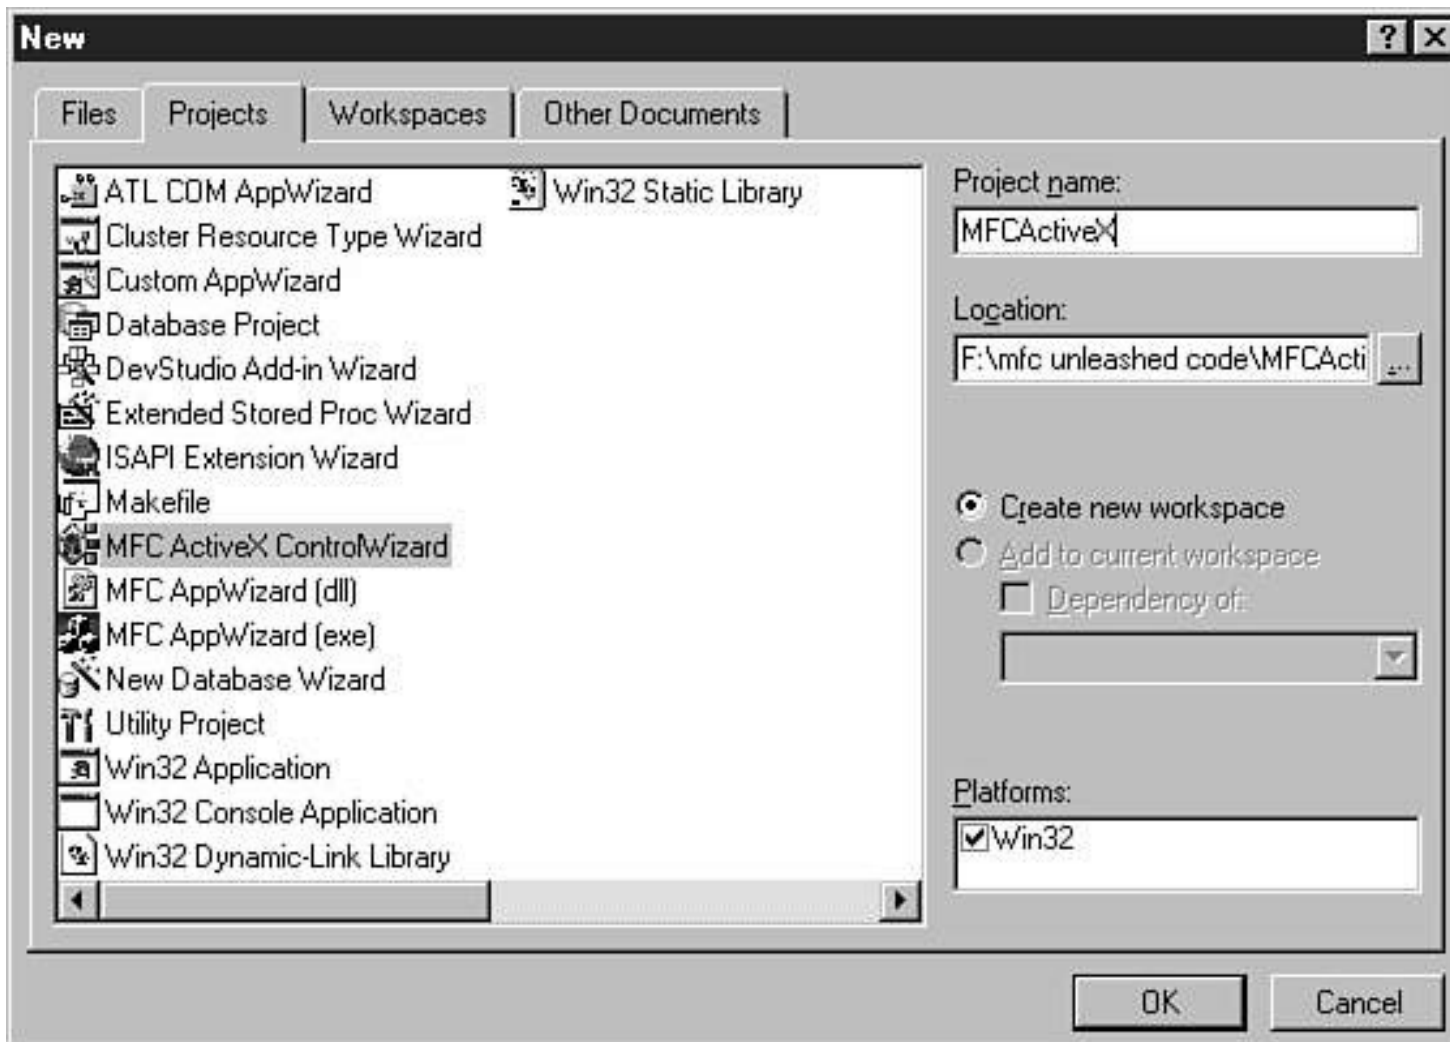 New
Files
Projects
Workspaces
Other Documents
ATL COM AppWizard
Cluster Resource Type Wizard
Custom AppWizard
Database Project
DevStudio Add-in Wizard
Extended Stored Proc Wizard
ISAPI Extension Wizard
Makefile
MFC ActiveX ControlWizard
MFC AppWizard (dll)
MFC AppWizard (exe)
New Database Wizard
Utility Project
Win32 Application
Win32 Console Application
Win32 Dynamic-Link Library
Win32 Static Library
Project name:
MFCActiveX
Location:
F:\mfc unleashed code\MFCActi
...
Create new workspace
Add to current workspace
Dependency of:
Platforms:
Win32
OK
Cancel